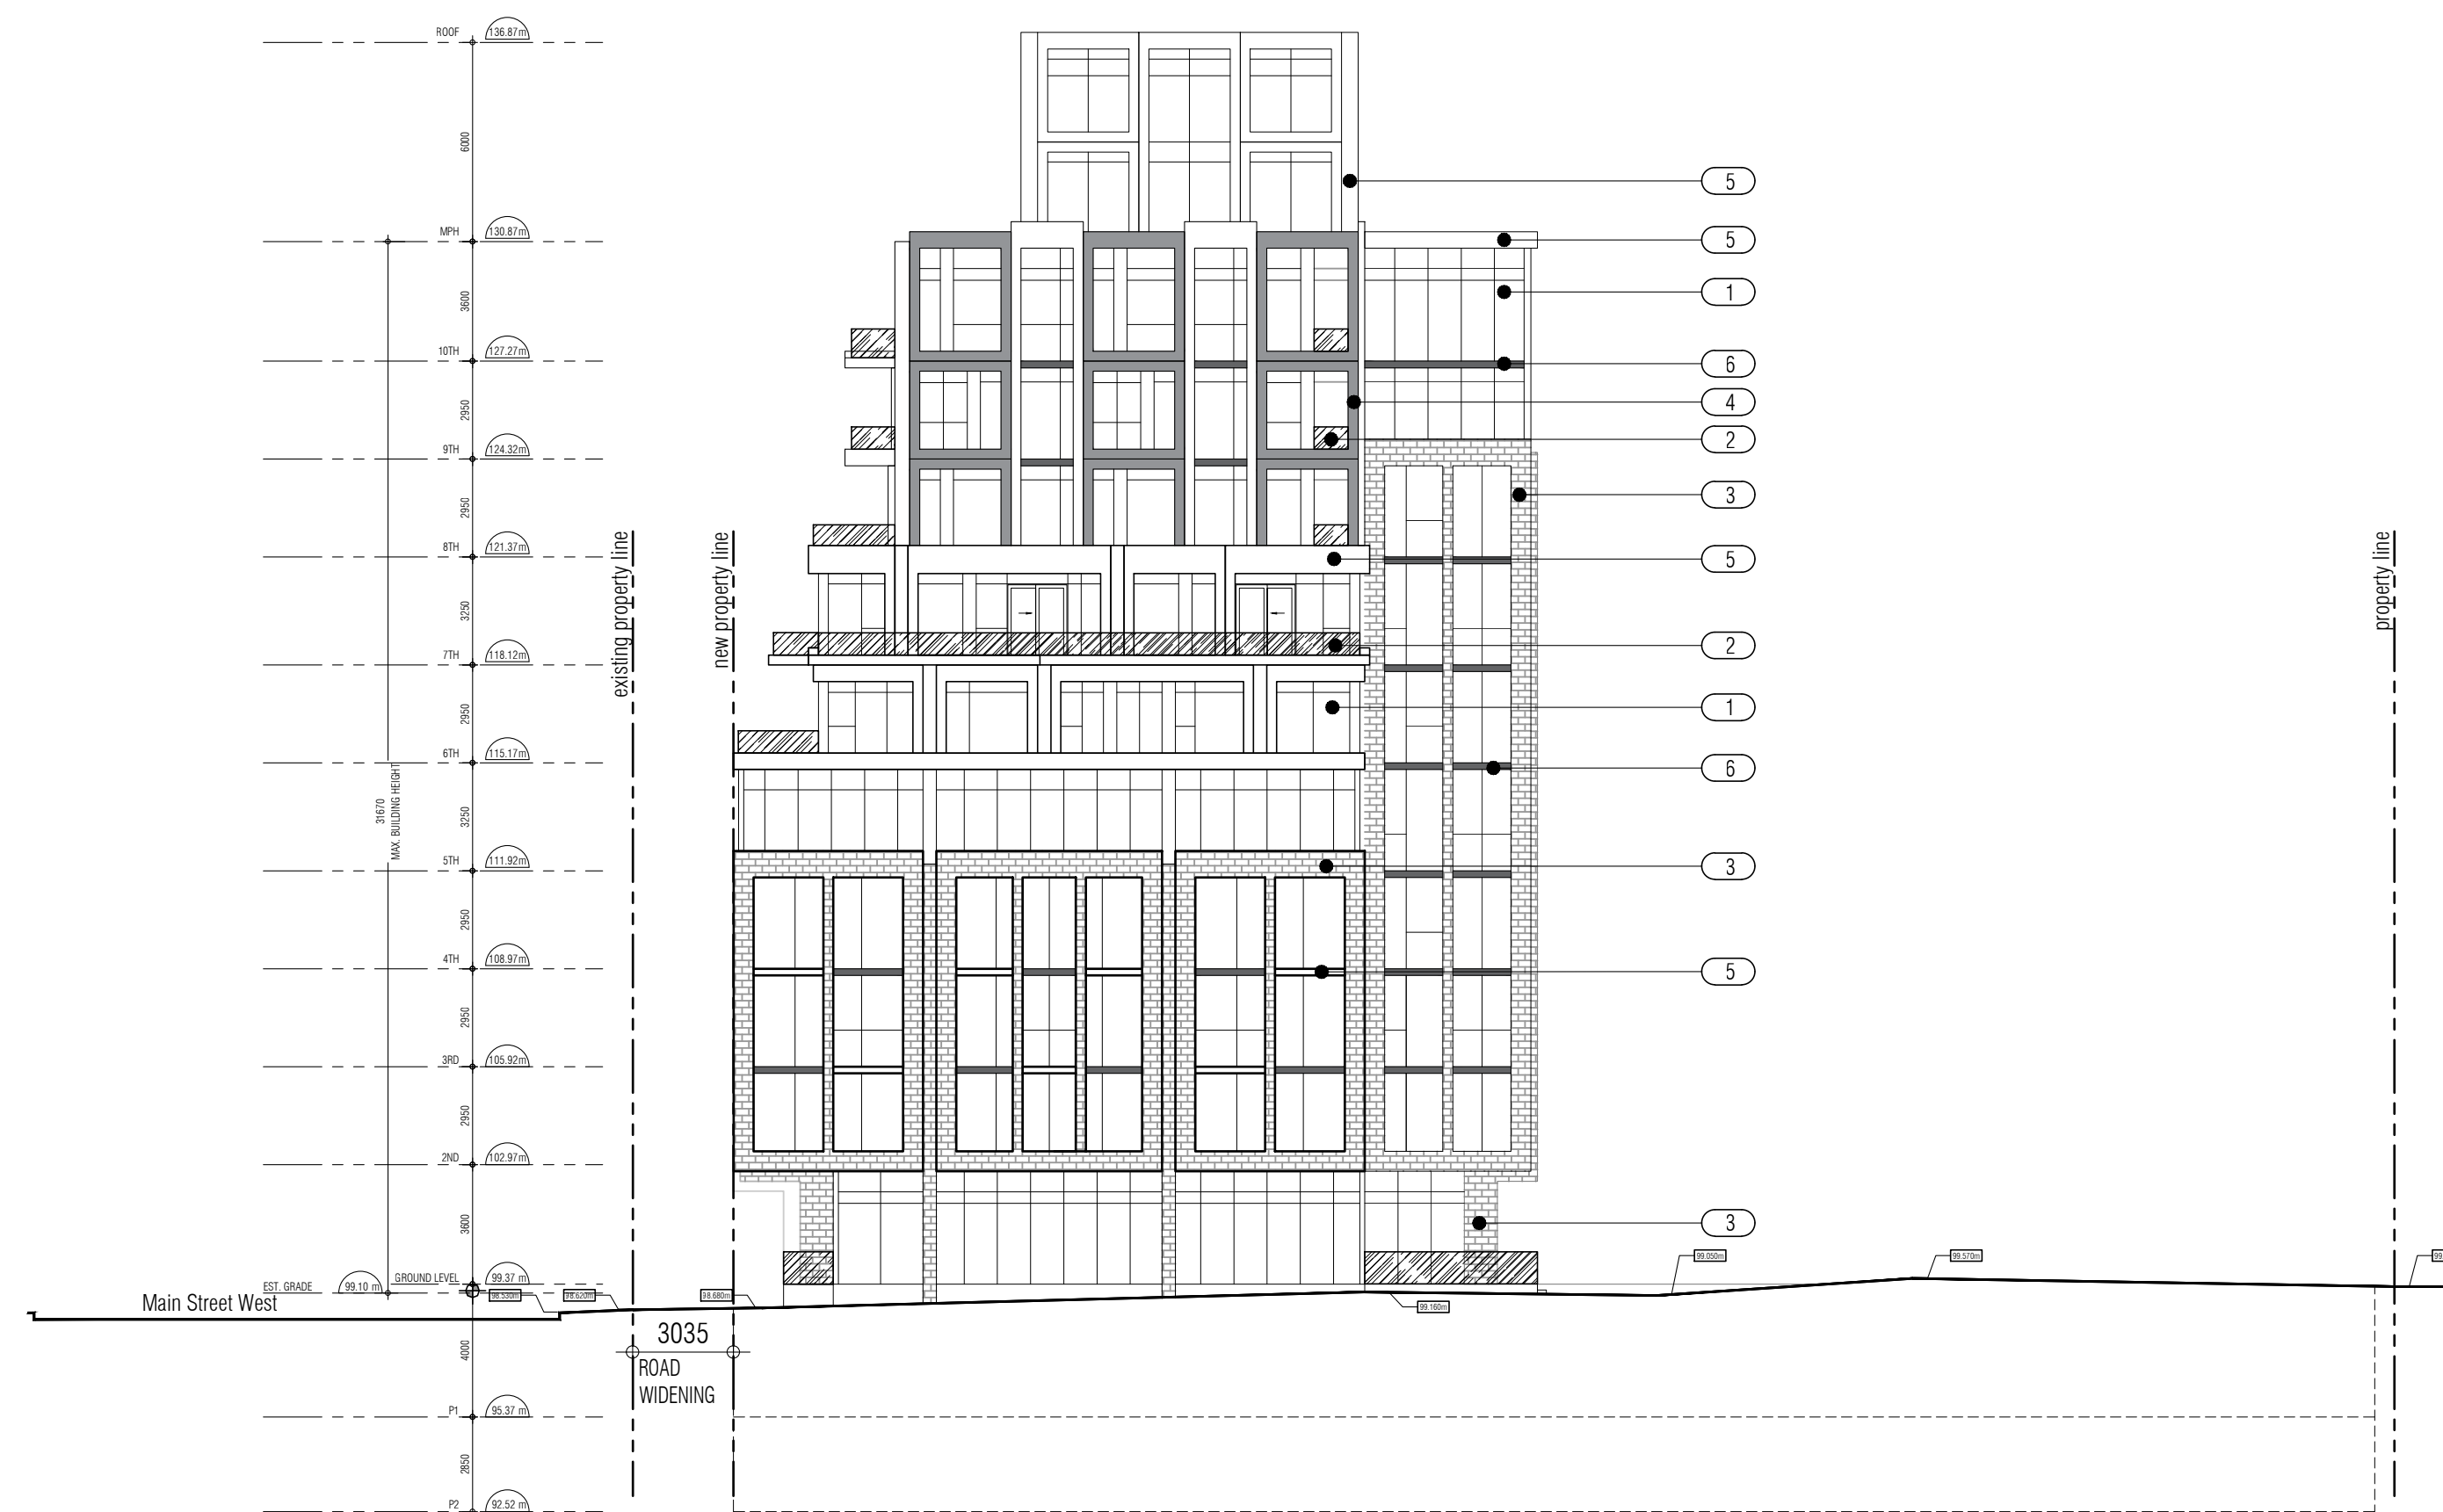 ROOF 136.87m
6000
MPH 130.87m
3600
10TH 127.27m
2950
9TH 124.32m
2950
8TH 121.37m
3250
7TH 118.12m
2950
6TH 115.17m
3250
5TH 111.92m
2950
4TH 108.97m
2950
3RD 105.92m
2950
2ND 102.97m
3600
GROUND LEVEL 99.37 m
EST. GRADE 99.10 m
4000
P1 95.37 m
2850
P2 92.52 m
31670
MAX. BUILDING HEIGHT
Main Street West
existing property line
new property line
property line
98.530m
98.620m
98.680m
99.160m
99.050m
99.570m
3035
ROAD
WIDENING
5
5
1
6
4
2
3
5
2
1
6
3
5
3